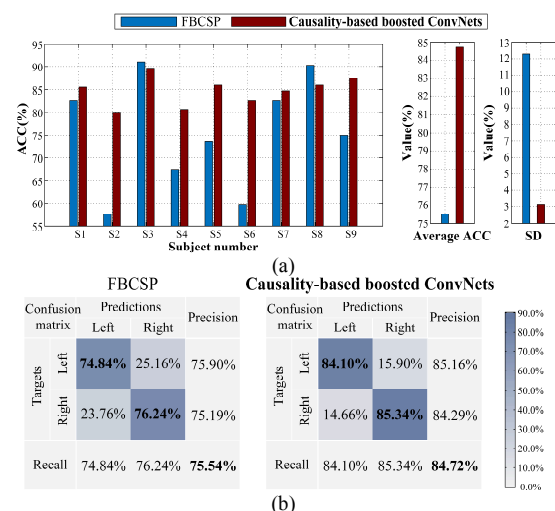 FBCSP Causality-based boosted ConvNets
95
90
85
80
75
70
65
60
55
ACC(%)
S1 S2 S3 S4 S5 S6 S7 S8 S9
Subject number
85
84
83
82
81
80
79
78
77
76
75
Value(%)
Average ACC
13
12
11
10
9
8
7
6
5
4
3
2
Value(%)
SD
(a)
FBCSP
Confusion matrix
Predictions
Left Right
Precision
Targets
Left 74.84% 25.16% 75.90%
Right 23.76% 76.24% 75.19%
Recall 74.84% 76.24% 75.54%
Causality-based boosted ConvNets
Confusion matrix
Predictions
Left Right
Precision
Targets
Left 84.10% 15.90% 85.16%
Right 14.66% 85.34% 84.29%
Recall 84.10% 85.34% 84.72%
90.0%
80.0%
70.0%
60.0%
50.0%
40.0%
30.0%
20.0%
10.0%
0.0%
(b)